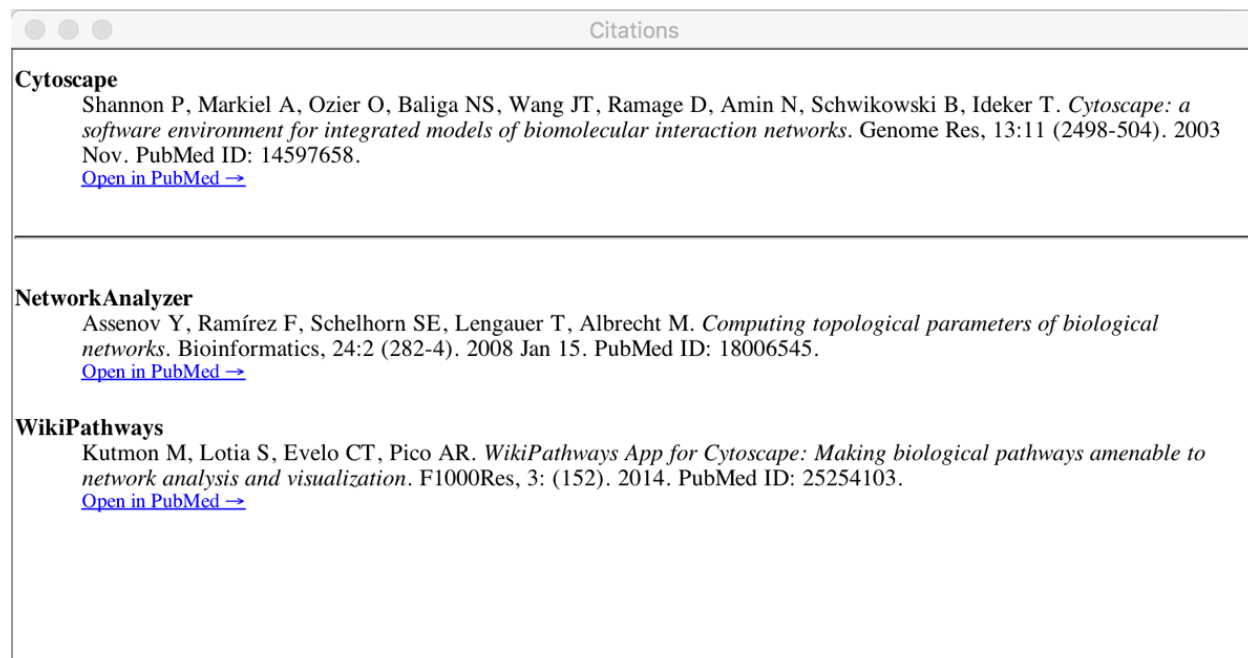 Citations
Cytoscape
Shannon P, Markiel A, Ozier O, Baliga NS, Wang JT, Ramage D, Amin N, Schwikowski B, Ideker T. Cytoscape: a
software environment for integrated models of biomolecular interaction networks. Genome Res, 13:11 (2498-504). 2003
Nov. PubMed ID: 14597658.
Open in PubMed →
NetworkAnalyzer
Assenov Y, Ramírez F, Schelhorn SE, Lengauer T, Albrecht M. Computing topological parameters of biological
networks. Bioinformatics, 24:2 (282-4). 2008 Jan 15. PubMed ID: 18006545.
Open in PubMed →
WikiPathways
Kutmon M, Lotia S, Evelo CT, Pico AR. WikiPathways App for Cytoscape: Making biological pathways amenable to
network analysis and visualization. F1000Res, 3: (152). 2014. PubMed ID: 25254103.
Open in PubMed →